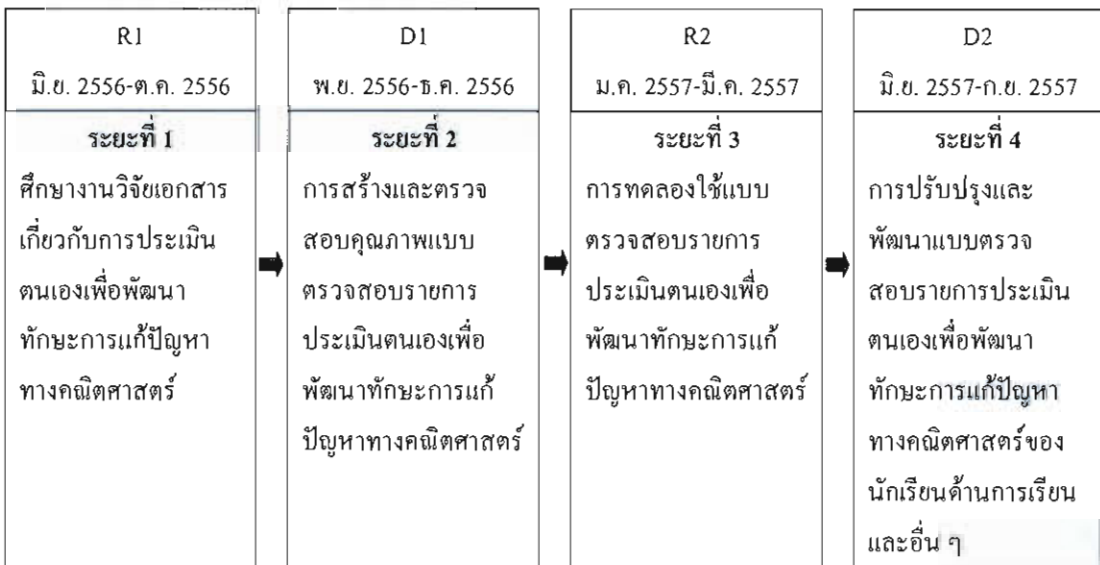 R1
มิ.ย. 2556-ต.ค. 2556
ระยะที่ 1
ศึกษางานวิจัยเอกสาร
เกี่ยวกับการประเมิน
ตนเองเพื่อพัฒนา
ทักษะการแก้ปัญหา
ทางคณิตศาสตร์
D1
พ.ย. 2556-ธ.ค. 2556
ระยะที่ 2
การสร้างและตรวจ
สอบคุณภาพแบบ
ตรวจสอบรายการ
ประเมินตนเองเพื่อ
พัฒนาทักษะการแก้
ปัญหาทางคณิตศาสตร์
R2
ม.ค. 2557-มี.ค. 2557
ระยะที่ 3
การทดลองใช้แบบ
ตรวจสอบรายการ
ประเมินตนเองเพื่อ
พัฒนาทักษะการแก้
ปัญหาทางคณิตศาสตร์
D2
มิ.ย. 2557-ก.ย. 2557
ระยะที่ 4
การปรับปรุงและ
พัฒนาแบบตรวจ
สอบรายการประเมิน
ตนเองเพื่อพัฒนา
ทักษะการแก้ปัญหา
ทางคณิตศาสตร์ของ
นักเรียนด้านการเรียน
และอื่น ๆ